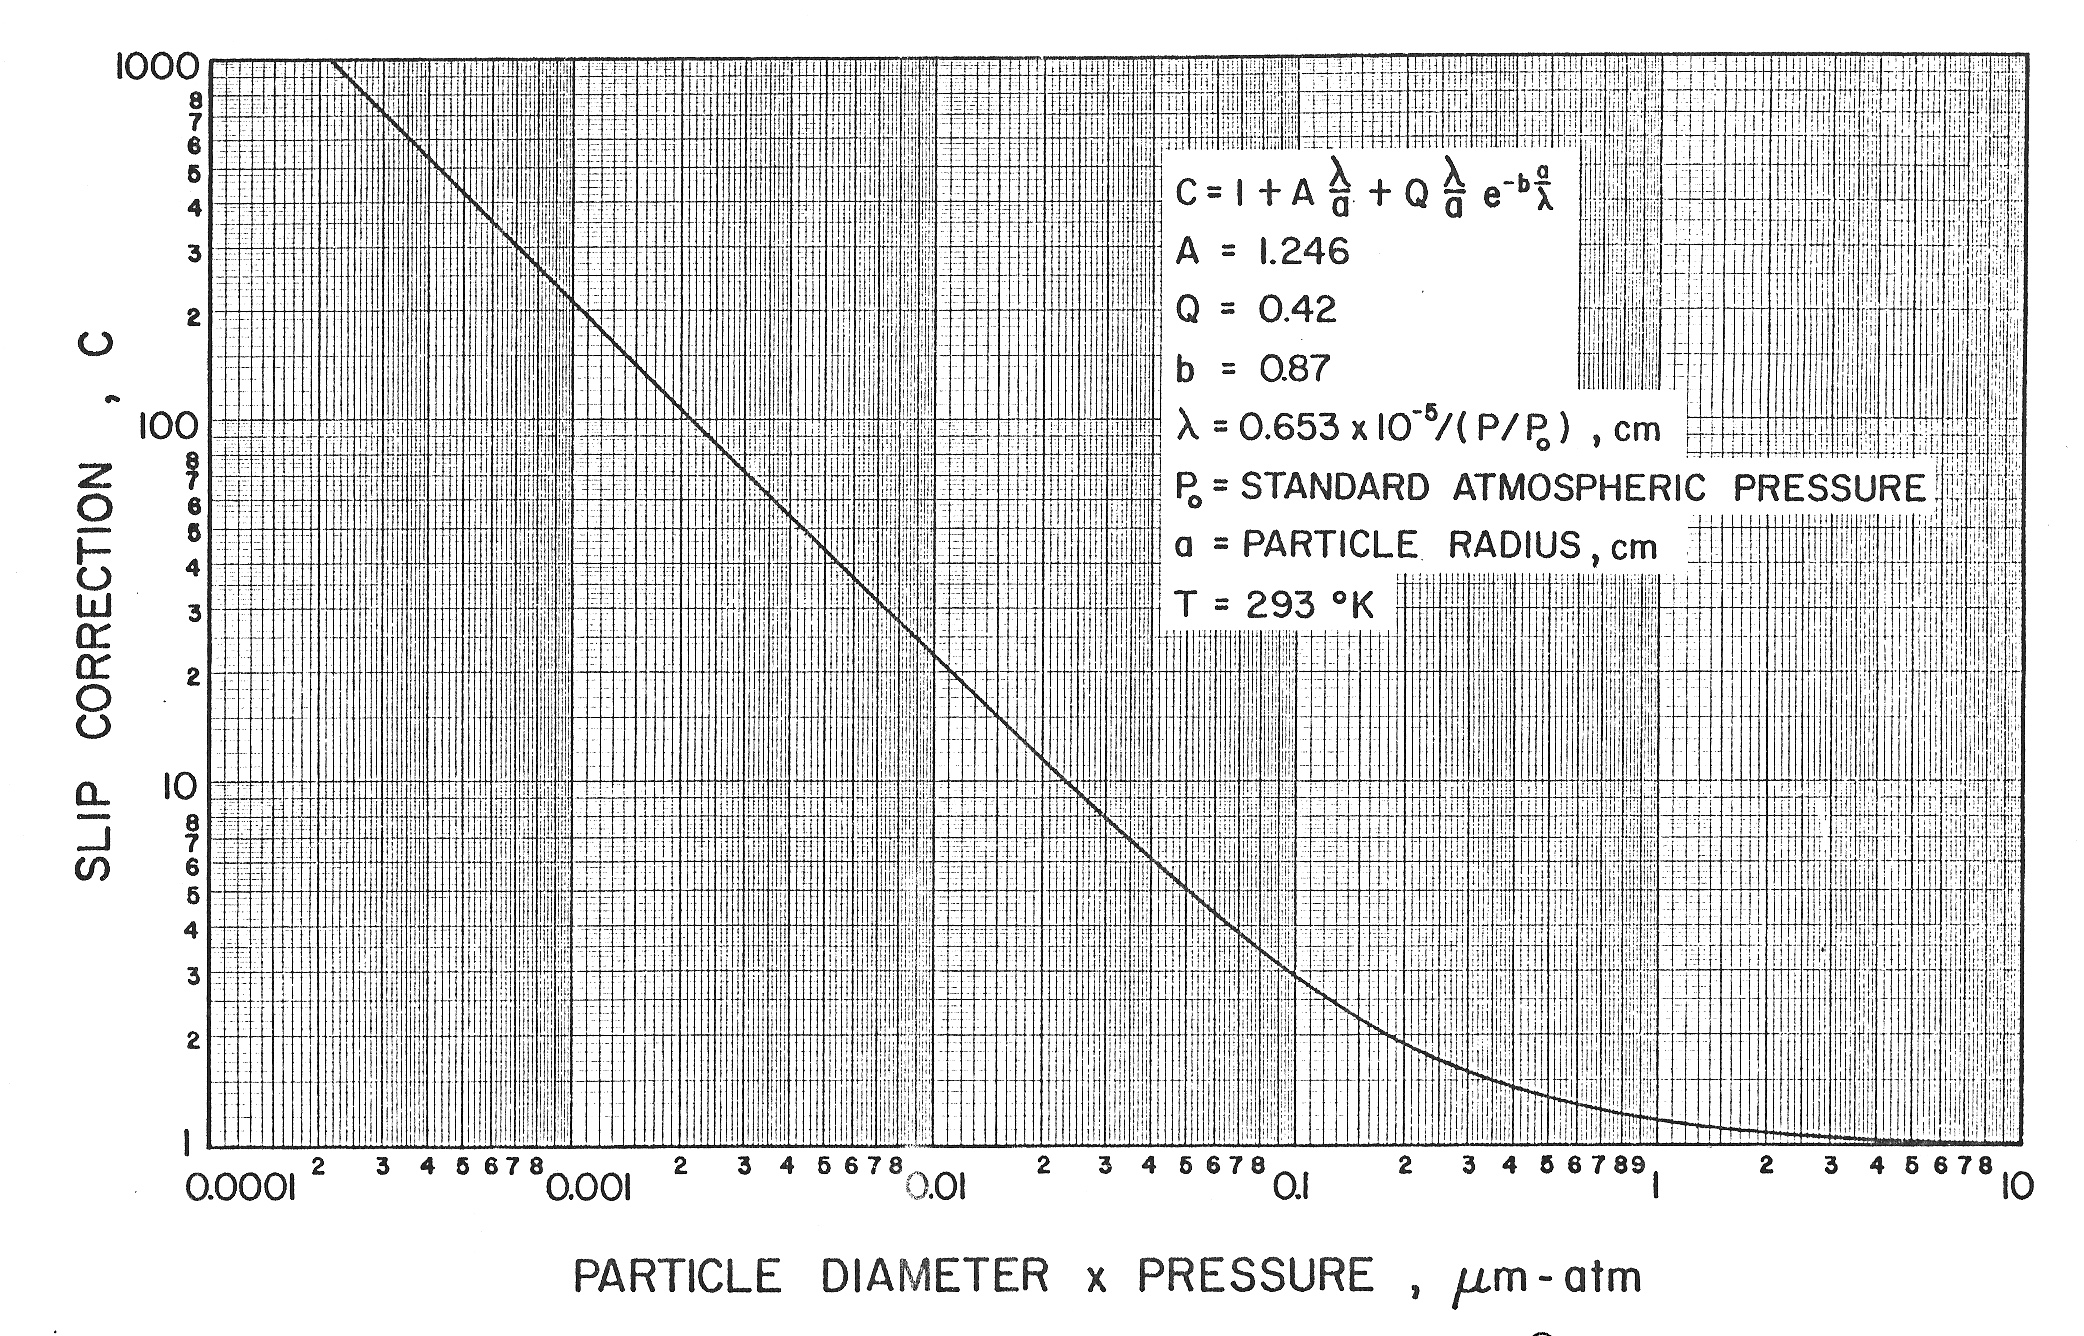 1000
8
7
6
5
4
3
2
100
8
7
6
5
4
3
2
10
8
7
6
5
4
3
2
1
SLIP CORRECTION , C
C = 1 + A λ/a + Q λ/a e^-b a/λ
A = 1.246
Q = 0.42
b = 0.87
λ = 0.653 x 10^-5/(P/P₀) , cm
P₀ = STANDARD ATMOSPHERIC PRESSURE
a = PARTICLE RADIUS, cm
T = 293 °K
2 3 4 5 6 7 8 2 3 4 5 6 7 8 2 3 4 5 6 7 8 2 3 4 5 6 7 8 9 2 3 4 5 6 7 8
0.0001 0.001 0.01 0.1 1 10
PARTICLE DIAMETER x PRESSURE , μm - atm